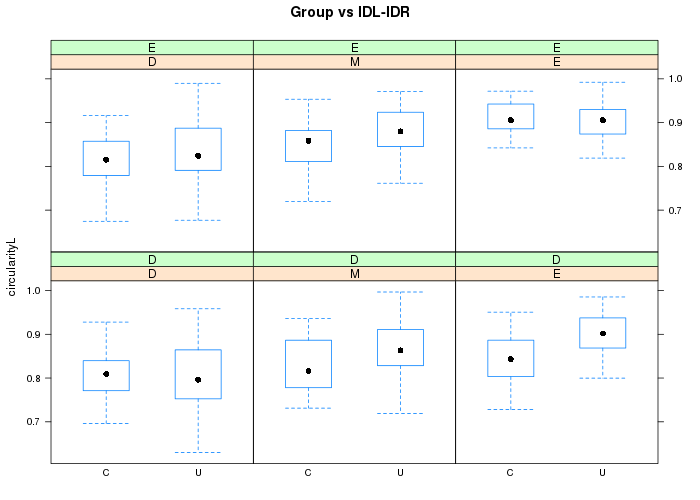 Group vs IDL-IDR
E E E
D M E
1.0
0.9
0.8
0.7
D D D
D M E
1.0
0.9
0.8
0.7
circularityL
C U C U C U